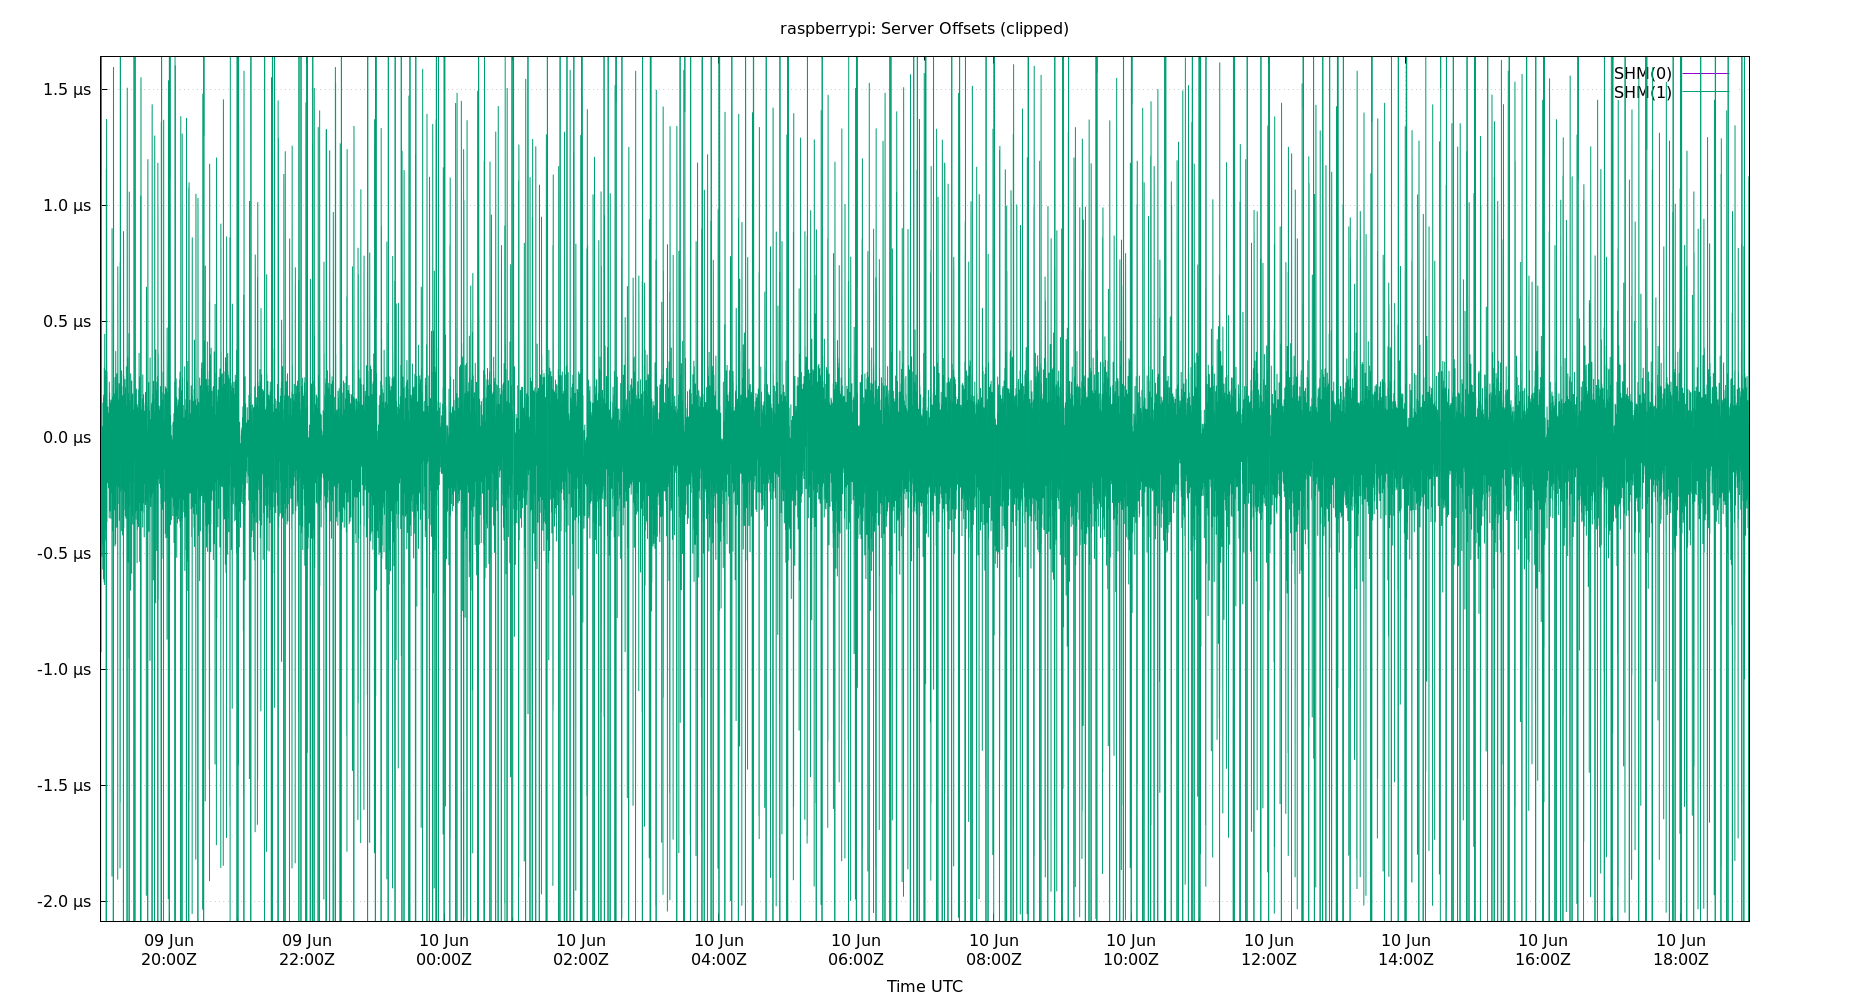 raspberrypi: Server Offsets (clipped)
SHM(0)
SHM(1)
1.5 µs
1.0 µs
0.5 µs
0.0 µs
-0.5 µs
-1.0 µs
-1.5 µs
-2.0 µs
09 Jun 09 Jun 10 Jun 10 Jun 10 Jun 10 Jun 10 Jun 10 Jun 10 Jun 10 Jun 10 Jun 10 Jun
20:00Z 22:00Z 00:00Z 02:00Z 04:00Z 06:00Z 08:00Z 10:00Z 12:00Z 14:00Z 16:00Z 18:00Z
Time UTC